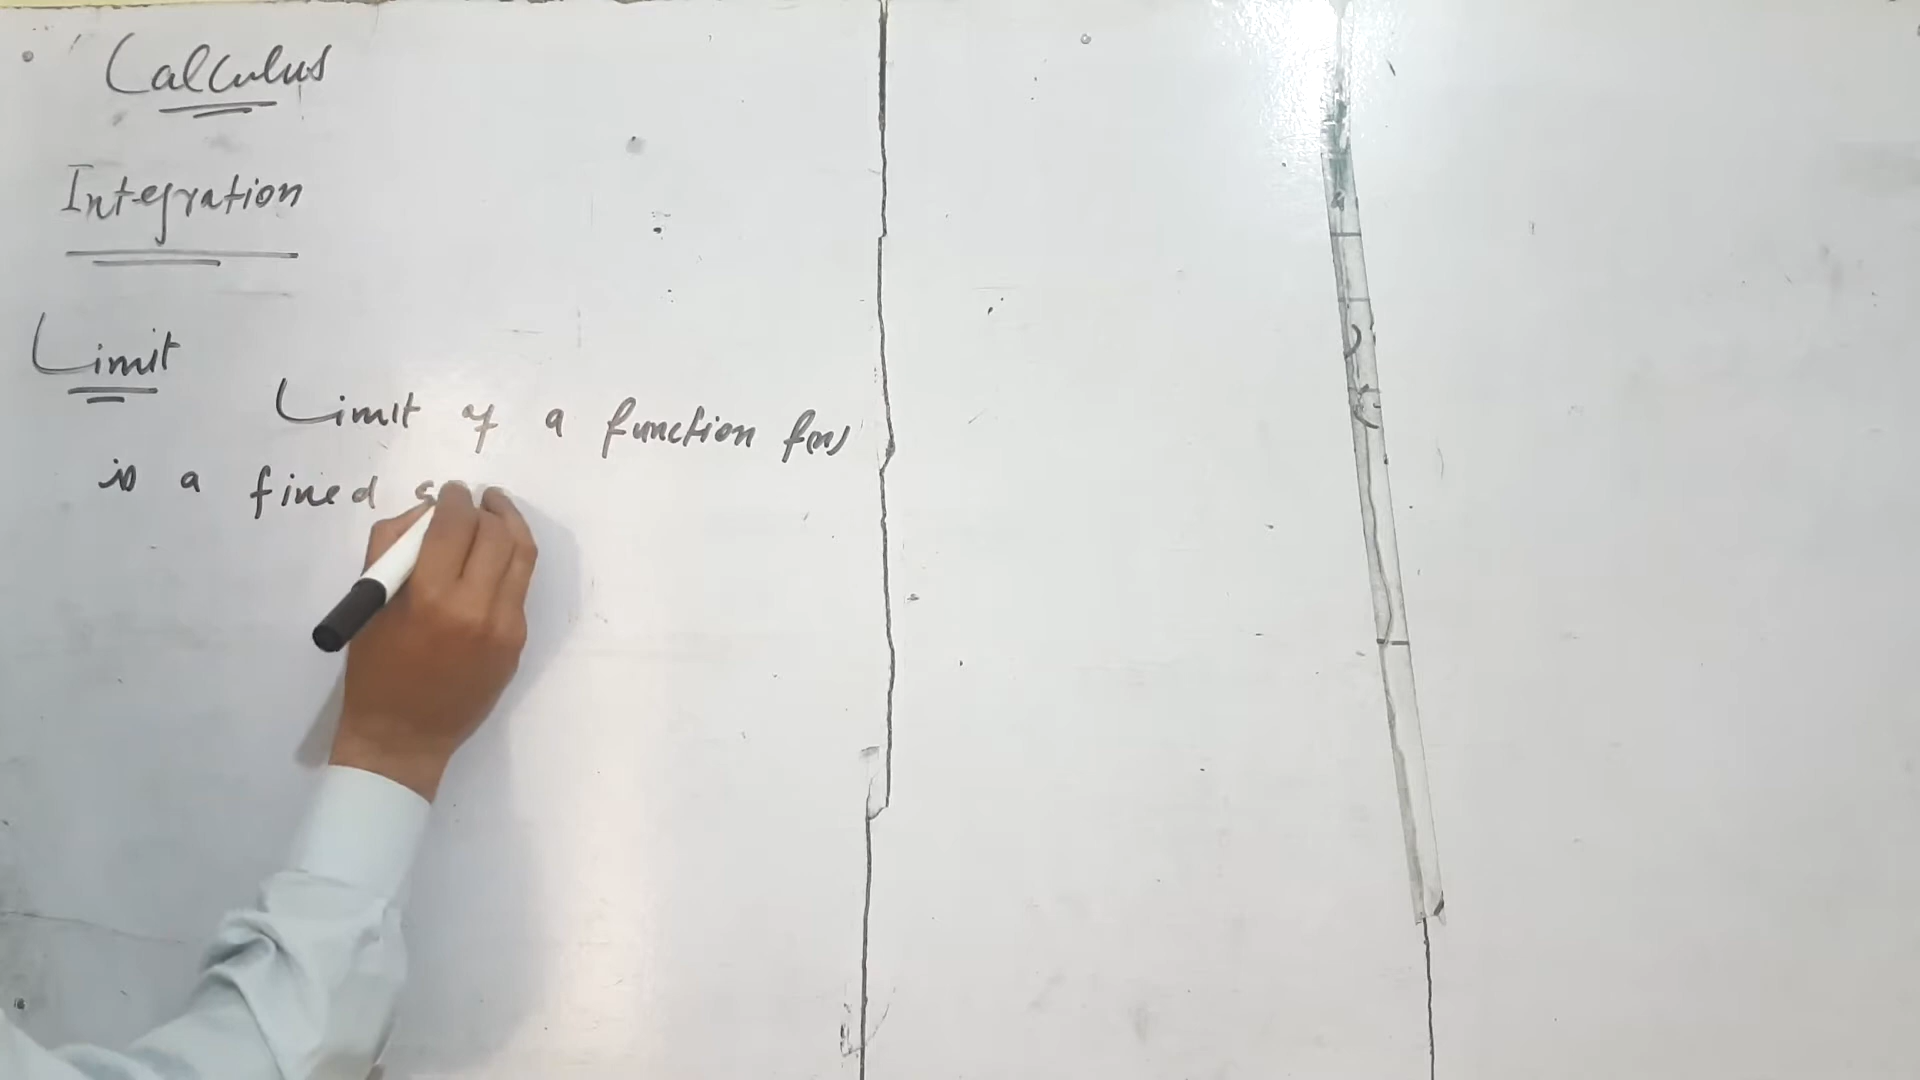 Calculus
Integration
Limit
Limit of a function f(x)
is a fixed